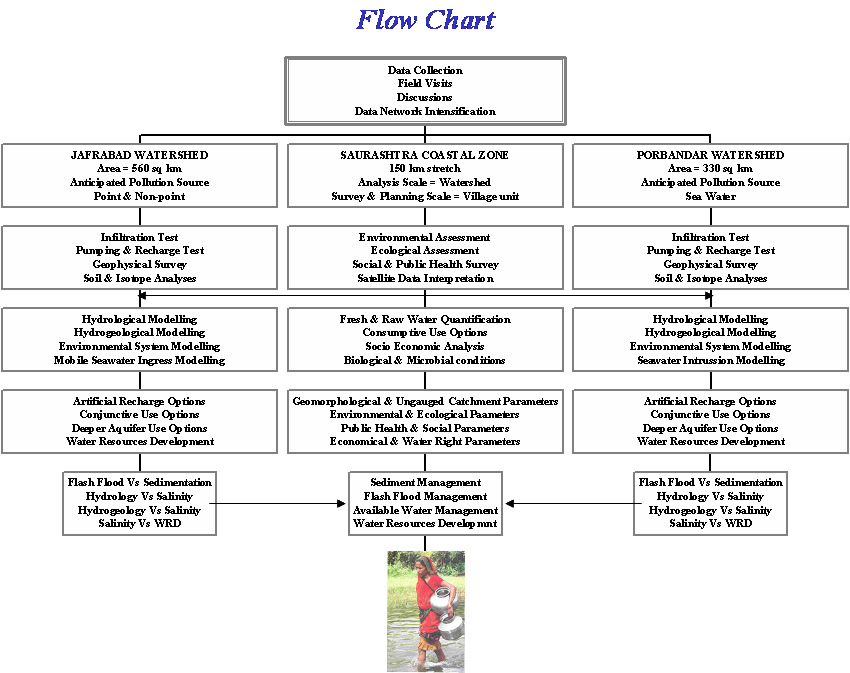 Flow Chart
Data Collection
Field Visits
Discussions
Data Network Intensification
JAFRABAD WATERSHED
Area = 560 sq km
Anticipated Pollution Source
Point & Non-point
SAURASHTRA COASTAL ZONE
150 km stretch
Analysis Scale = Watershed
Survey & Planning Scale = Village unit
PORBANDAR WATERSHED
Area = 330 sq km
Anticipated Pollution Source
Sea Water
Infiltration Test
Pumping & Recharge Test
Geophysical Survey
Soil & Isotope Analyses
Environmental Assessment
Ecological Assessment
Social & Public Health Survey
Satellite Data Interpretation
Infiltration Test
Pumping & Recharge Test
Geophysical Survey
Soil & Isotope Analyses
Hydrological Modelling
Hydrogeological Modelling
Environmental System Modelling
Mobile Seawater Ingress Modelling
Fresh & Raw Water Quantification
Consumptive Use Options
Socio Economic Analysis
Biological & Microbial conditions
Hydrological Modelling
Hydrogeological Modelling
Environmental System Modelling
Seawater Intrussion Modelling
Artificial Recharge Options
Conjunctive Use Options
Deeper Aquifer Use Options
Water Resources Development
Geomorphological & Ungauged Catchment Parameters
Environmental & Ecological Paameters
Public Health & Social Parameters
Economical & Water Right Parameters
Artificial Recharge Options
Conjunctive Use Options
Deeper Aquifer Use Options
Water Resources Development
Flash Flood Vs Sedimentation
Hydrology Vs Salinity
Hydrogeology Vs Salinity
Salinity Vs WRD
Sediment Management
Flash Flood Management
Available Water Management
Water Resources Developmnt
Flash Flood Vs Sedimentation
Hydrology Vs Salinity
Hydrogeology Vs Salinity
Salinity Vs WRD